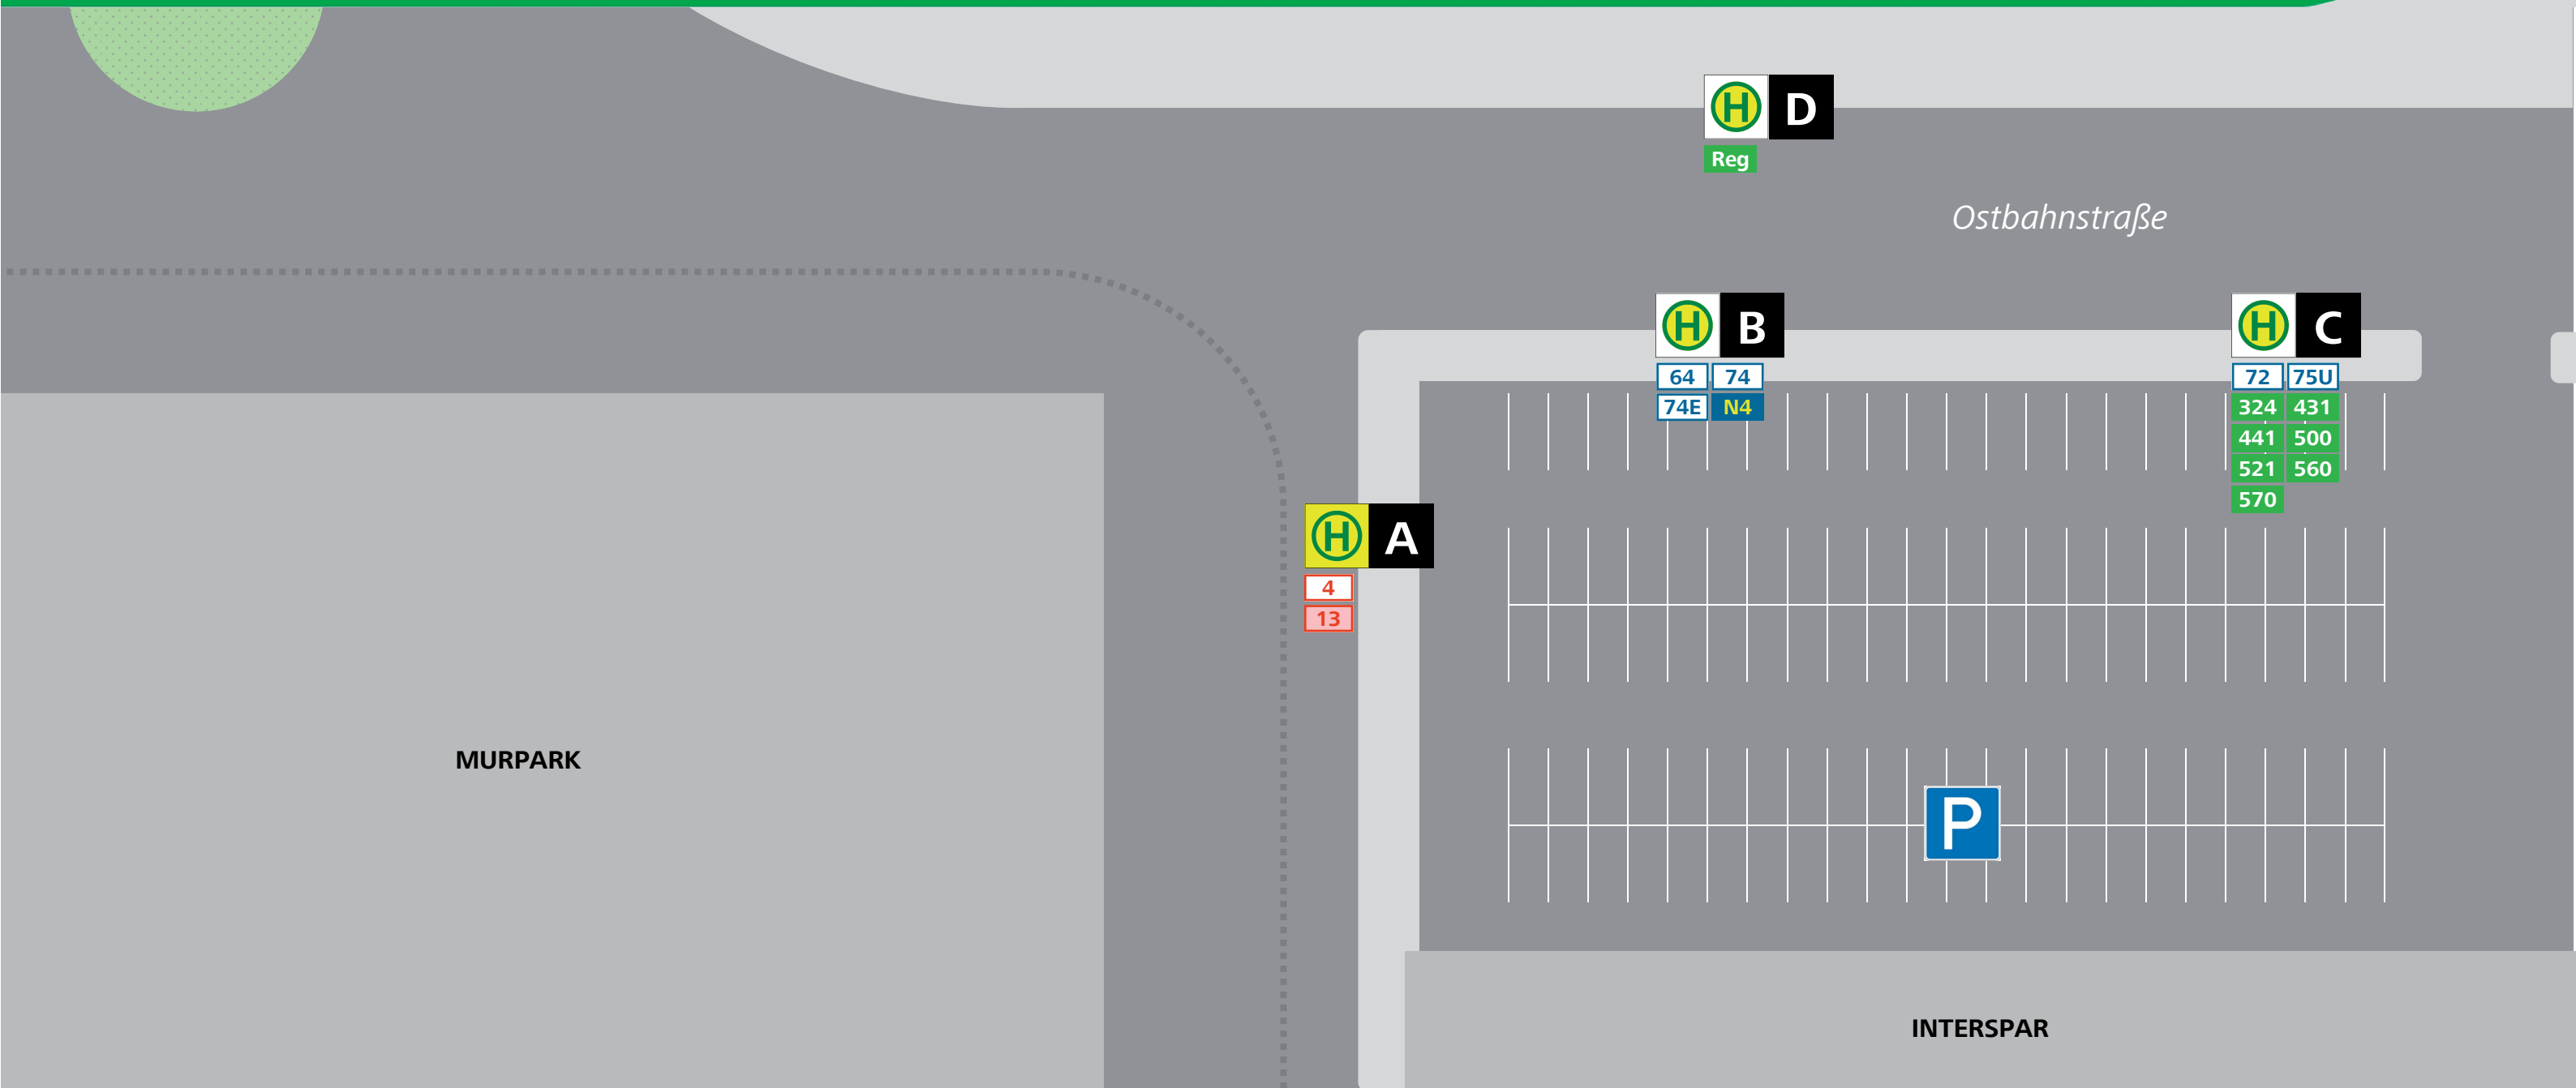 H D
Reg
Ostbahnstraße
H B
64 74
74E N4
H C
72 75U
324 431
441 500
521 560
570
H A
4
13
MURPARK
P
INTERSPAR